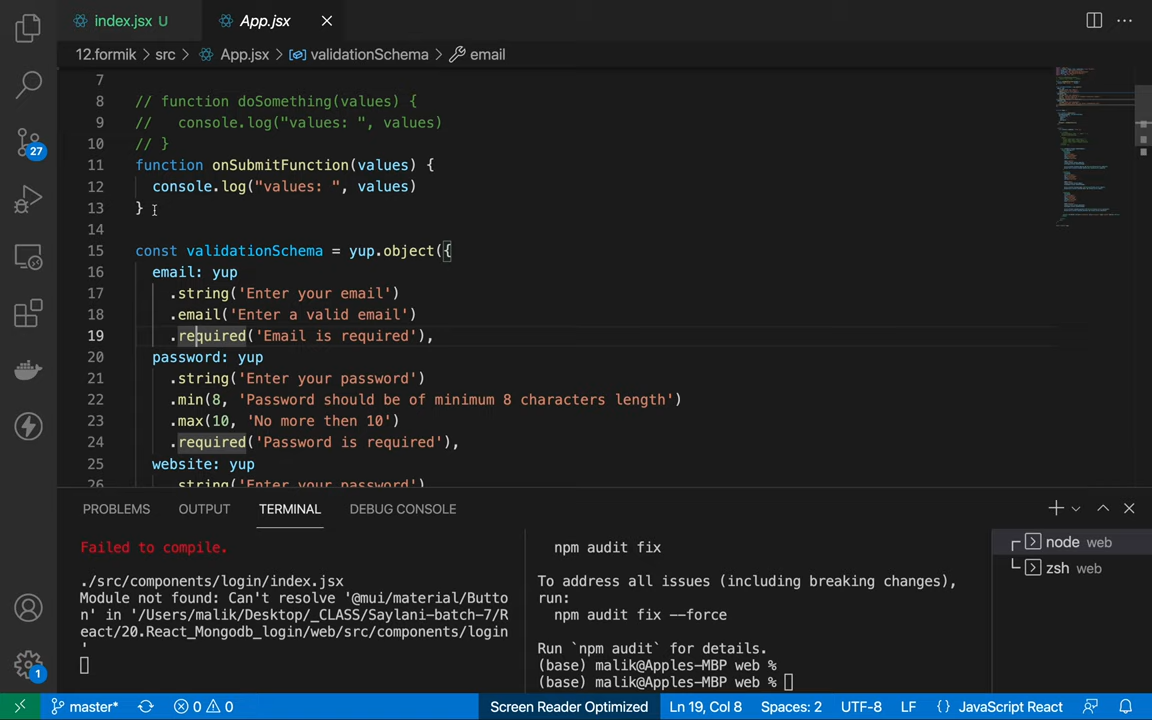 index.jsx U
App.jsx
12.formik > src > App.jsx > validationSchema > email
7
8 // function doSomething(values) {
9 //   console.log("values: ", values)
10 // }
11 function onSubmitFunction(values) {
12 console.log("values: ", values)
13 }
14
15 const validationSchema = yup.object({
16 email: yup
17 .string('Enter your email')
18 .email('Enter a valid email')
19 .required('Email is required'),
20 password: yup
21 .string('Enter your password')
22 .min(8, 'Password should be of minimum 8 characters length')
23 .max(10, 'No more then 10')
24 .required('Password is required'),
25 website: yup
26 .string('Enter your password')
27
PROBLEMS OUTPUT TERMINAL DEBUG CONSOLE
Failed to compile.
./src/components/login/index.jsx
Module not found: Can't resolve '@mui/material/Butto
n' in '/Users/malik/Desktop/_CLASS/Saylani-batch-7/R
eact/20.React_Mongodb_login/web/src/components/login
'
npm audit fix
To address all issues (including breaking changes),
run:
npm audit fix --force
Run `npm audit` for details.
(base) malik@Apples-MBP web %
(base) malik@Apples-MBP web %
node web
zsh web
1
master*
0 0
Screen Reader Optimized
Ln 19, Col 8
Spaces: 2
UTF-8
LF
{} JavaScript React